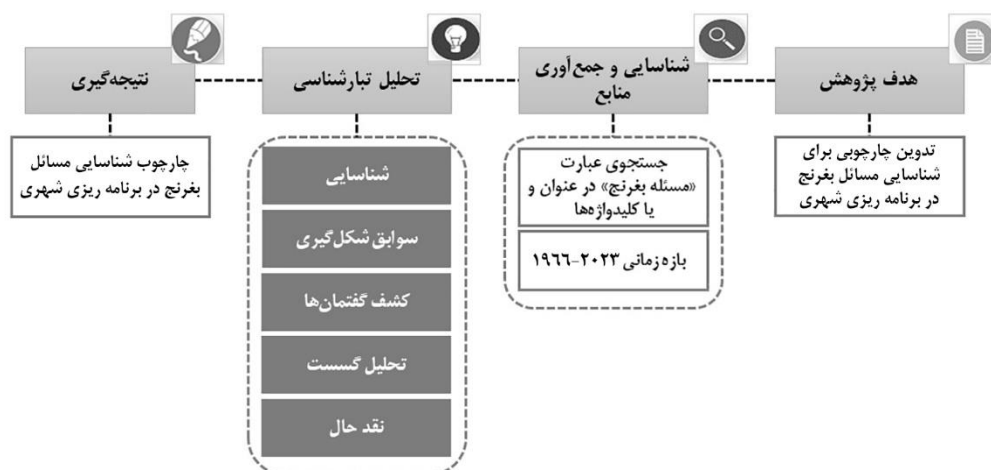 هدف پژوهش
تدوین چارچوبی برای
شناسایی مسائل بغرنج
در برنامه ریزی شهری
شناسایی و جمع‌آوری
منابع
جستجوی عبارت
«مسئله بغرنج» در عنوان و
یا کلیدواژه‌ها
بازه زمانی ۲۰۲۳-۱۹۶۶
تحلیل تبارشناسی
شناسایی
سوابق شکل‌گیری
کشف گفتمان‌ها
تحلیل گسست
نقد حال
نتیجه‌گیری
چارچوب شناسایی مسائل
بغرنج در برنامه ریزی شهری